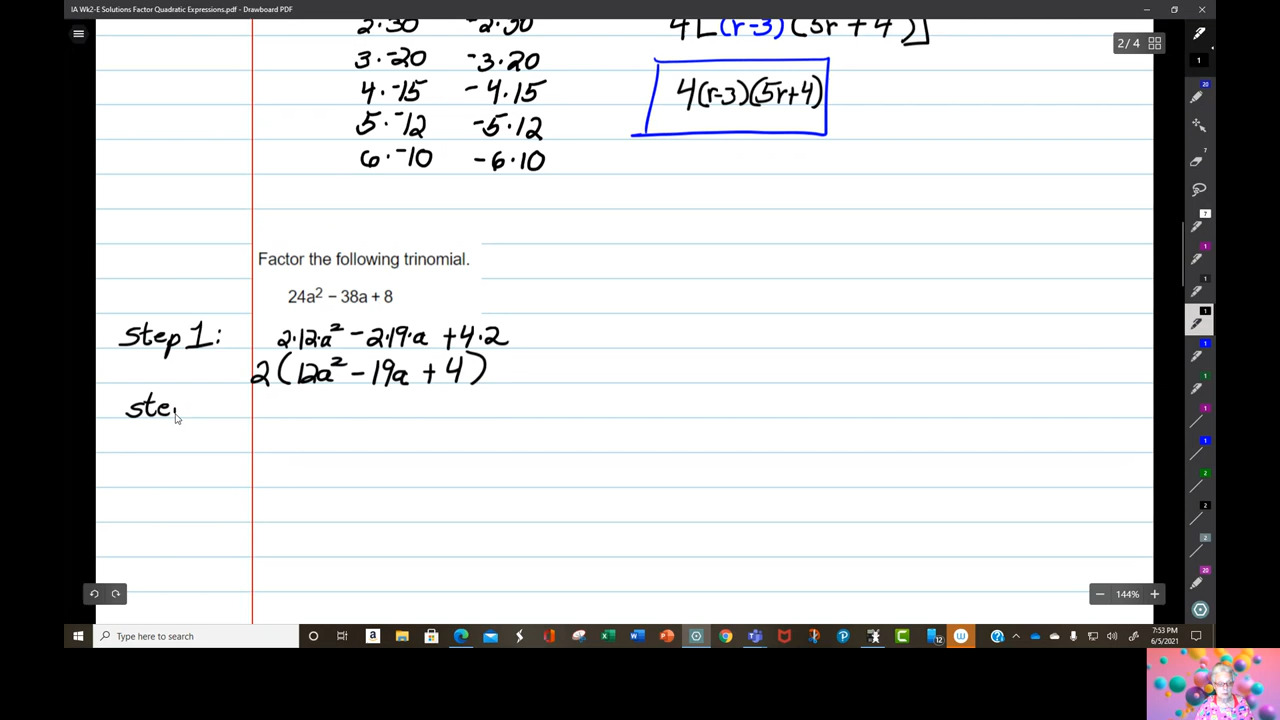 IA Wk2-E Solutions Factor Quadratic Expressions.pdf - Drawboard PDF
2 / 4
2·30 -2·30
3·-20 -3·20
4·-15 -4·15
5·-12 -5·12
6·-10 -6·10
4[(r-3)(5r+4)]
4(r-3)(5r+4)
Factor the following trinomial.
24a² − 38a + 8
step 1: 2·12·a² - 2·19·a + 4·2
2(12a² - 19a + 4)
ste
144%
Type here to search
7:53 PM
6/5/2021